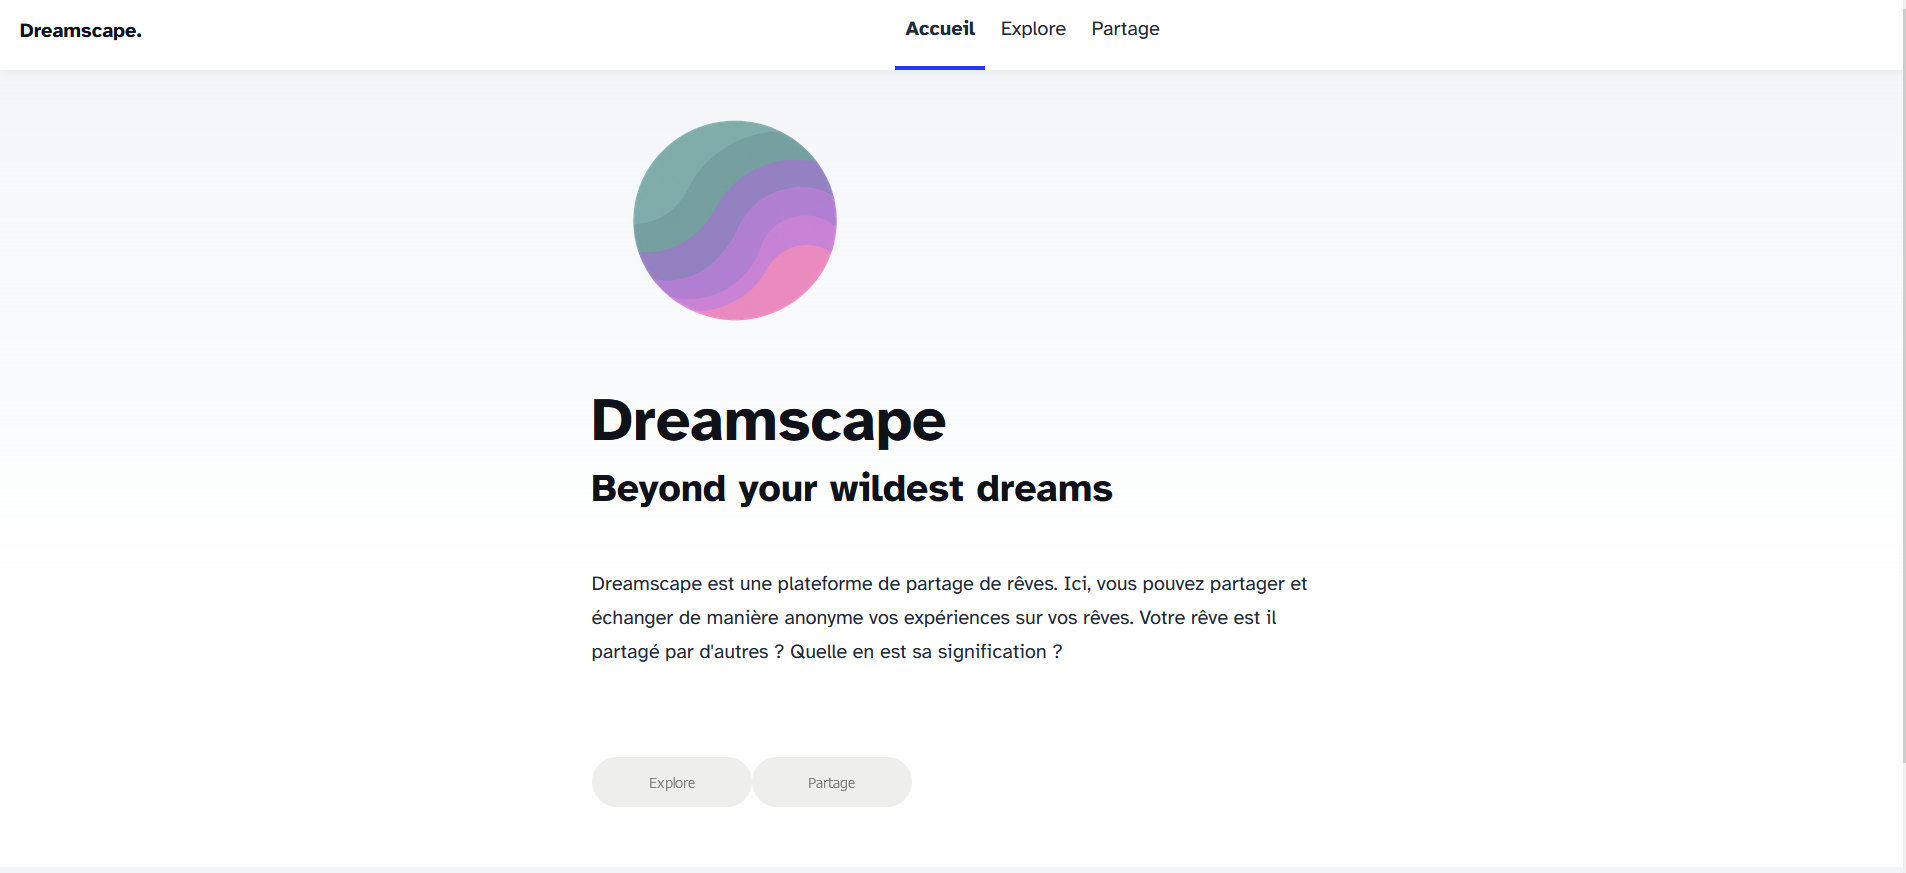 Dreamscape.
Accueil Explore Partage
Dreamscape
Beyond your wildest dreams
Dreamscape est une plateforme de partage de rêves. Ici, vous pouvez partager et
échanger de manière anonyme vos expériences sur vos rêves. Votre rêve est il
partagé par d'autres ? Quelle en est sa signification ?
Explore Partage